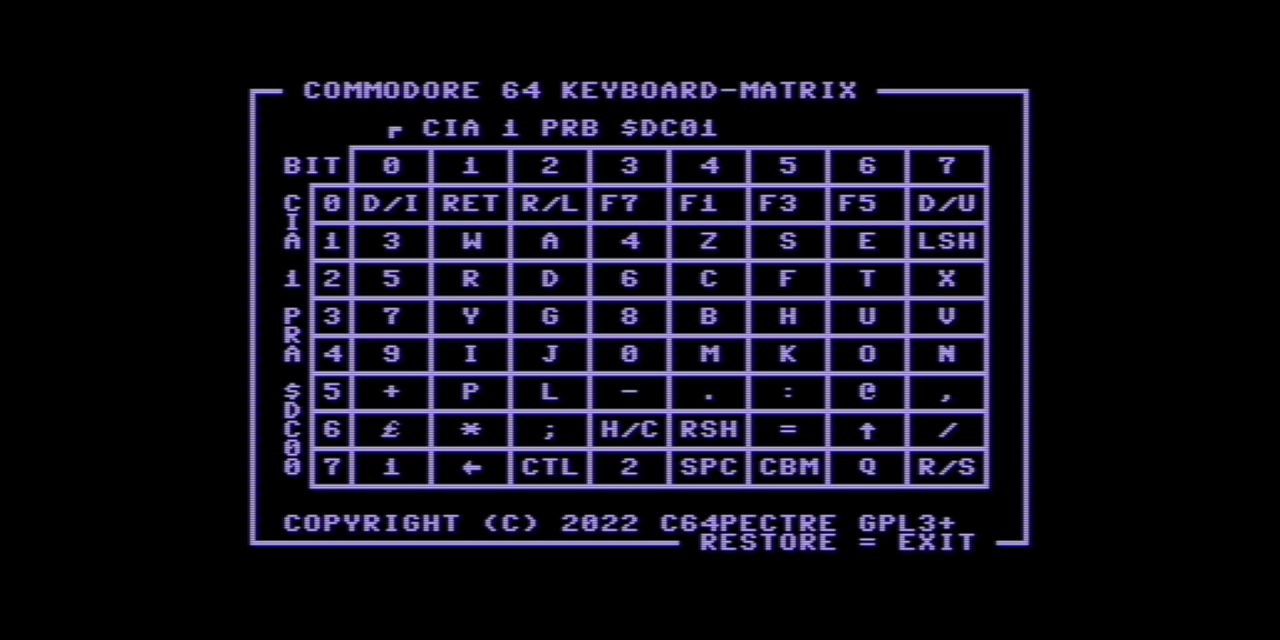 COMMODORE 64 KEYBOARD-MATRIX
┏ CIA 1 PRB $DC01
BIT 0 1 2 3 4 5 6 7
CIA 1 PRA $DC00
0 D/I RET R/L F7 F1 F3 F5 D/U
1 3 W A 4 Z S E LSH
2 5 R D 6 C F T X
3 7 Y G 8 B H U V
4 9 I J 0 M K O N
5 + P L - . : @ ,
6 £ * ; H/C RSH = ↑ /
7 1 ← CTL 2 SPC CBM Q R/S
COPYRIGHT (C) 2022 C64PECTRE GPL3+
RESTORE = EXIT